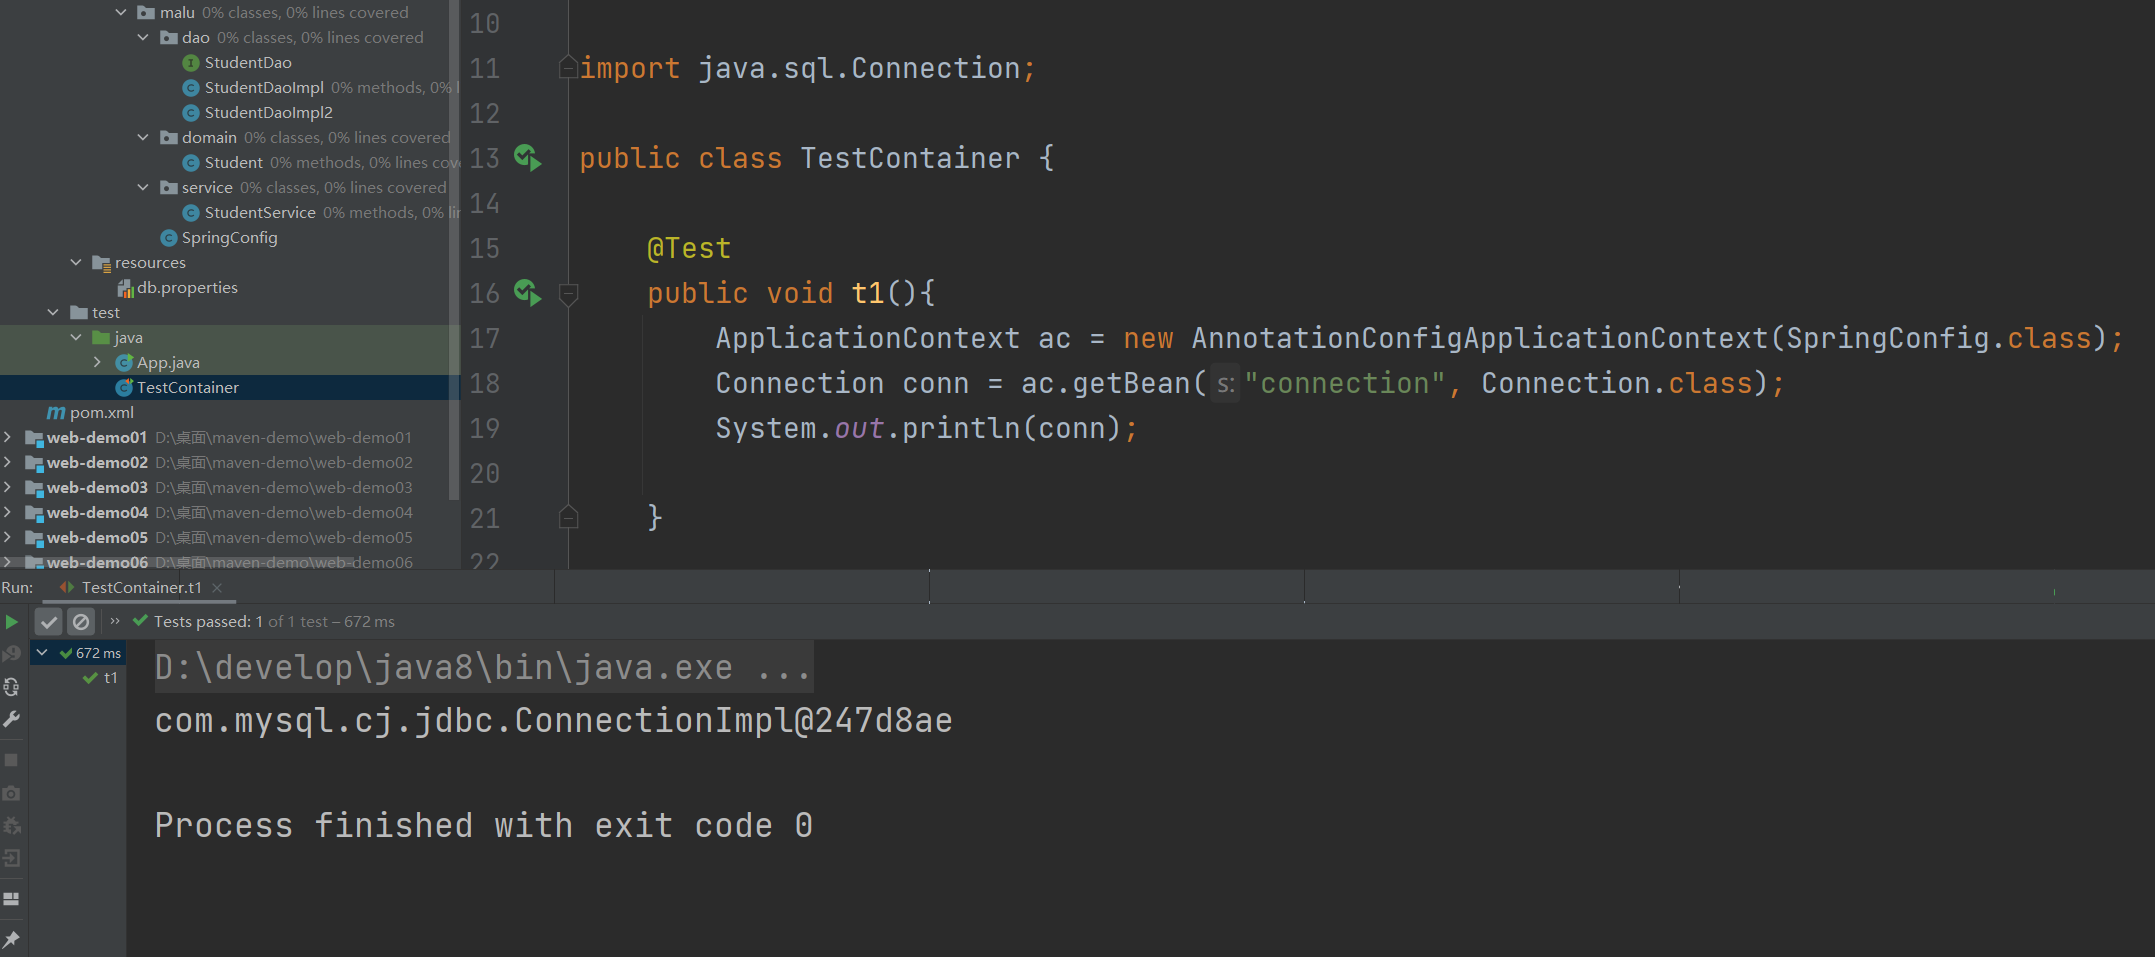 malu 0% classes, 0% lines covered
dao 0% classes, 0% lines covered
StudentDao
StudentDaoImpl 0% methods, 0%
StudentDaoImpl2
domain 0% classes, 0% lines covered
Student 0% methods, 0% lines
service 0% classes, 0% lines covered
StudentService 0% methods, 0%
SpringConfig
resources
db.properties
test
java
App.java
TestContainer
pom.xml
web-demo01 D:\桌面\maven-demo\web-demo01
web-demo02 D:\桌面\maven-demo\web-demo02
web-demo03 D:\桌面\maven-demo\web-demo03
web-demo04 D:\桌面\maven-demo\web-demo04
web-demo05 D:\桌面\maven-demo\web-demo05
web-demo06 D:\桌面\maven-demo\web-demo06
10
11 import java.sql.Connection;
12
13 public class TestContainer {
14
15 @Test
16 public void t1(){
17 ApplicationContext ac = new AnnotationConfigApplicationContext(SpringConfig.class);
18 Connection conn = ac.getBean( s: "connection", Connection.class);
19 System.out.println(conn);
20
21 }
22
Run: TestContainer.t1
Tests passed: 1 of 1 test – 672 ms
672 ms
t1
D:\develop\java8\bin\java.exe ...
com.mysql.cj.jdbc.ConnectionImpl@247d8ae
Process finished with exit code 0